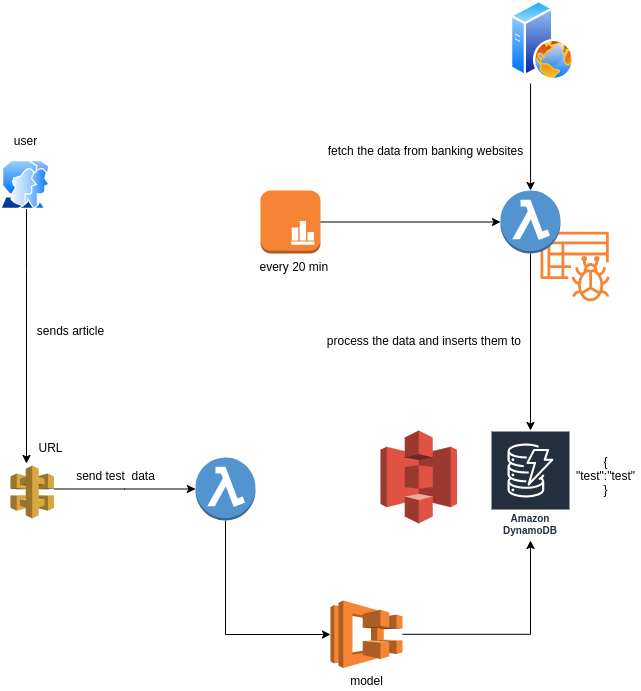 user
fetch the data from banking websites
every 20 min
sends article
process the data and inserts them to
URL
send test  data
{
"test":"test"
}
Amazon
DynamoDB
model